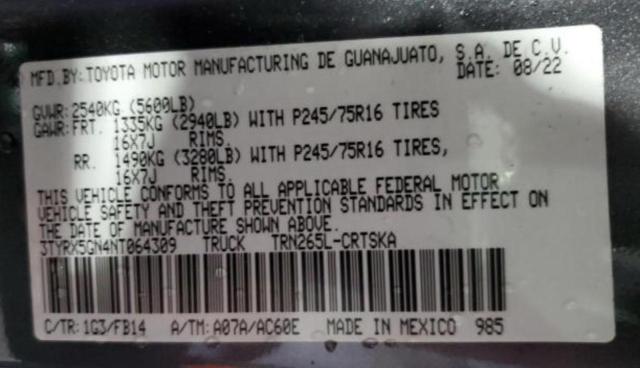 MFD.BY:TOYOTA MOTOR MANUFACTURING DE GUANAJUATO, S.A. DE C.V.
DATE: 08/22
GVWR:2540KG (5600LB)
GAWR:FRT. 1335KG (2940LB) WITH P245/75R16 TIRES
16X7J RIMS.
RR. 1490KG (3280LB) WITH P245/75R16 TIRES,
16X7J RIMS.
THIS VEHICLE CONFORMS TO ALL APPLICABLE FEDERAL MOTOR
VEHICLE SAFETY AND THEFT PREVENTION STANDARDS IN EFFECT ON
THE DATE OF MANUFACTURE SHOWN ABOVE.
3TYRX5GN4NT064309 TRUCK TRN265L-CRTSKA
C/TR:1G3/FB14 A/TM:A07A/AC60E MADE IN MEXICO 985